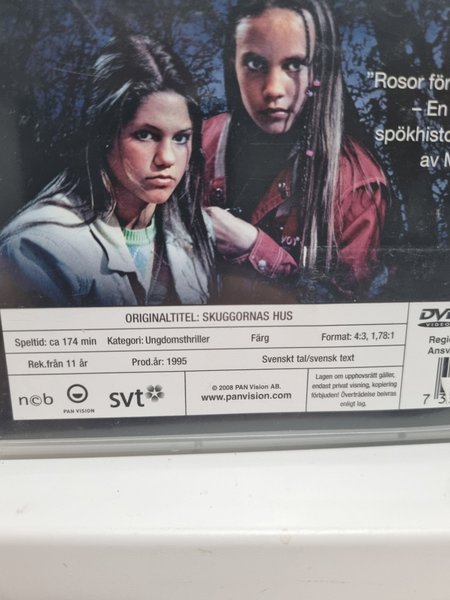 "Rosor för
– En
spökhisto
av M
ORIGINALTITEL: SKUGGORNAS HUS
Speltid: ca 174 min Kategori: Ungdomsthriller Färg Format: 4:3, 1,78:1
Rek.från 11 år Prod.år: 1995 Svenskt tal/svensk text
DVD
VIDEO
Regio
Ansv
ncb
PAN VISION
svt
© 2008 PAN Vision AB.
www.panvision.com
Lagen om upphovsrätt gäller,
endast privat visning, kopiering
förbjuden! Överträdelse beivras
enligt lag.
7 3